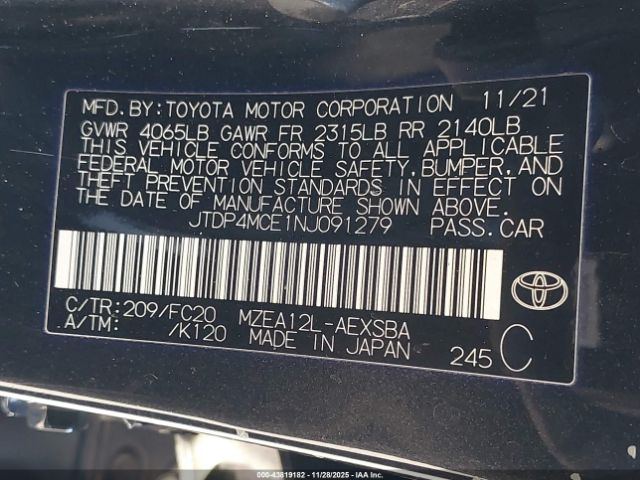 MFD. BY: TOYOTA MOTOR CORPORATION 11/21
GVWR 4065LB GAWR FR 2315LB RR 2140LB
THIS VEHICLE CONFORMS TO ALL APPLICABLE
FEDERAL MOTOR VEHICLE SAFETY, BUMPER, AND
THEFT PREVENTION STANDARDS IN EFFECT ON
THE DATE OF MANUFACTURE SHOWN ABOVE.
JTDP4MCE1NJ091279 PASS. CAR
C/TR: 209/FC20 MZEA12L-AEXSBA
A/TM: /K120 MADE IN JAPAN 245 C
000-43819182 - 11/28/2025 - IAA Inc.